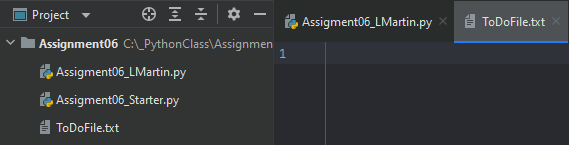 Project
Assignment06 C:\_PythonClass\Assignmen
Assigment06_LMartin.py
Assigment06_Starter.py
ToDoFile.txt
Assigment06_LMartin.py
ToDoFile.txt
1